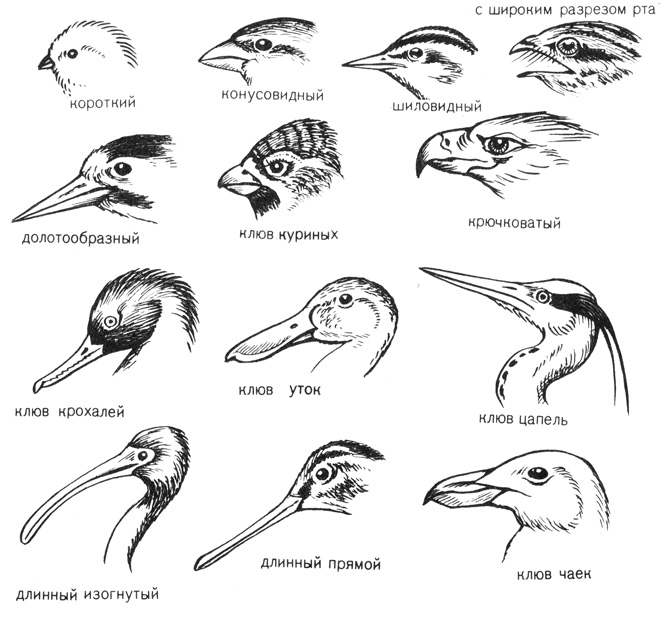 с широким разрезом рта
короткий
конусовидный
шиловидный
долотообразный
клюв куриных
крючковатый
клюв крохалей
клюв уток
клюв цапель
длинный изогнутый
длинный прямой
клюв чаек